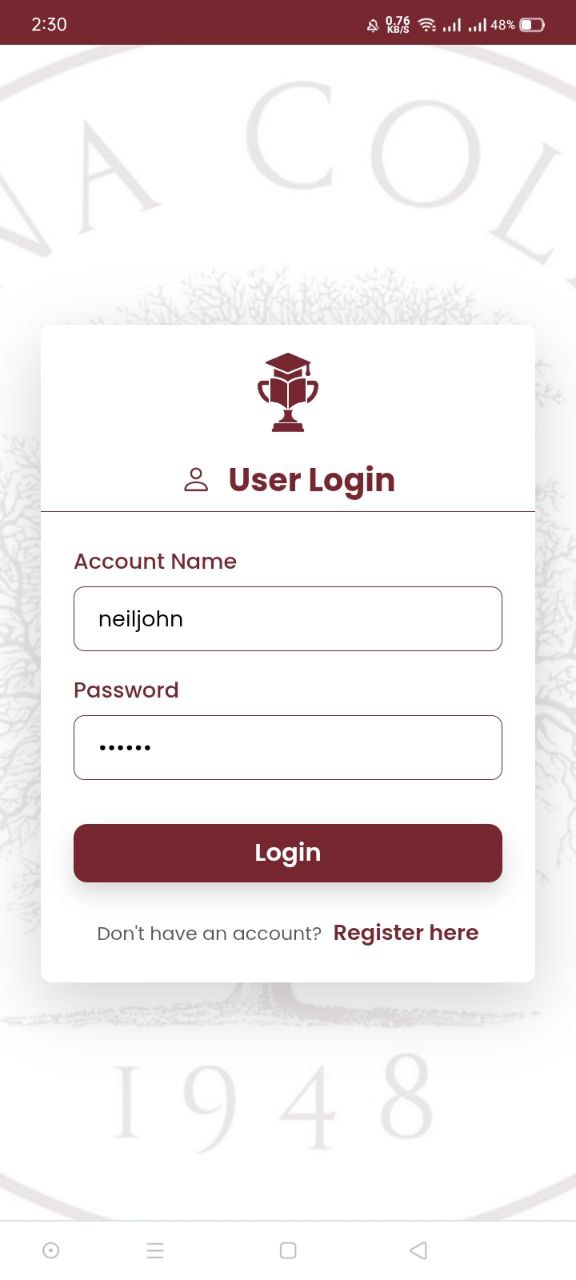 2:30 0.76 KB/S 48%
A COL
User Login
Account Name
neiljohn
Password
••••••
Login
Don't have an account? Register here
1948